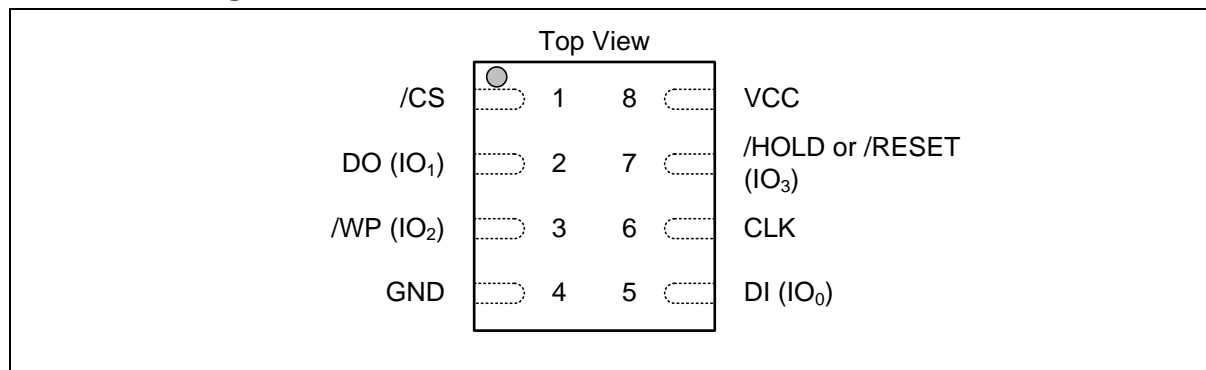 Top View
/CS 1 8 VCC
DO (IO₁) 2 7 /HOLD or /RESET
(IO₃)
/WP (IO₂) 3 6 CLK
GND 4 5 DI (IO₀)